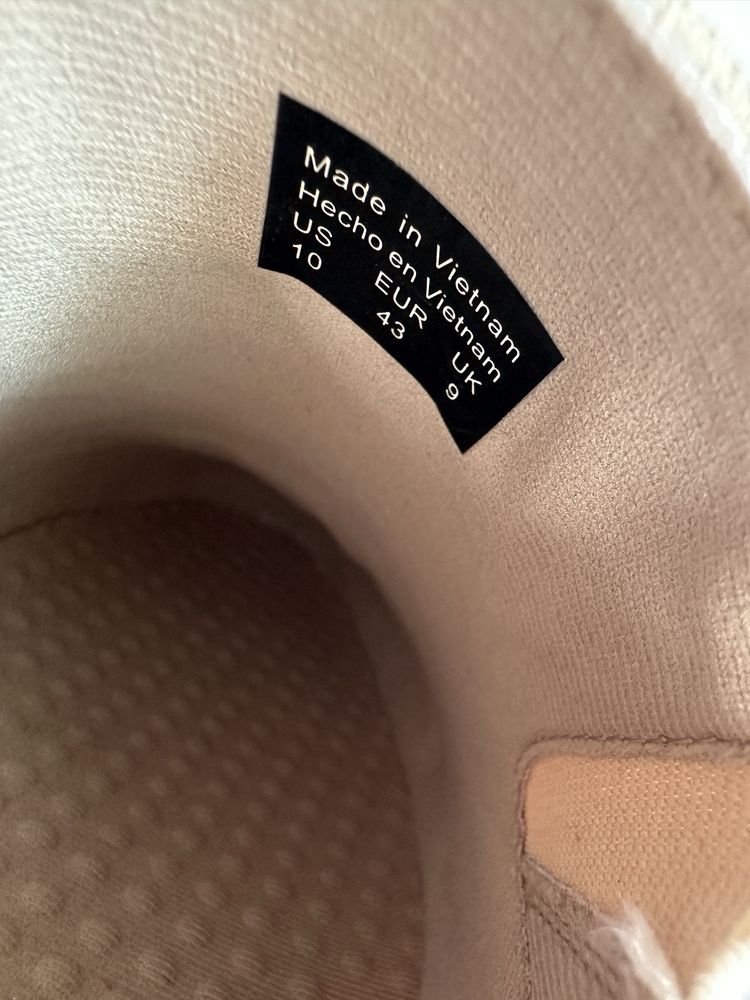 Made in Vietnam
Hecho en Vietnam
US EUR UK
10 43 9